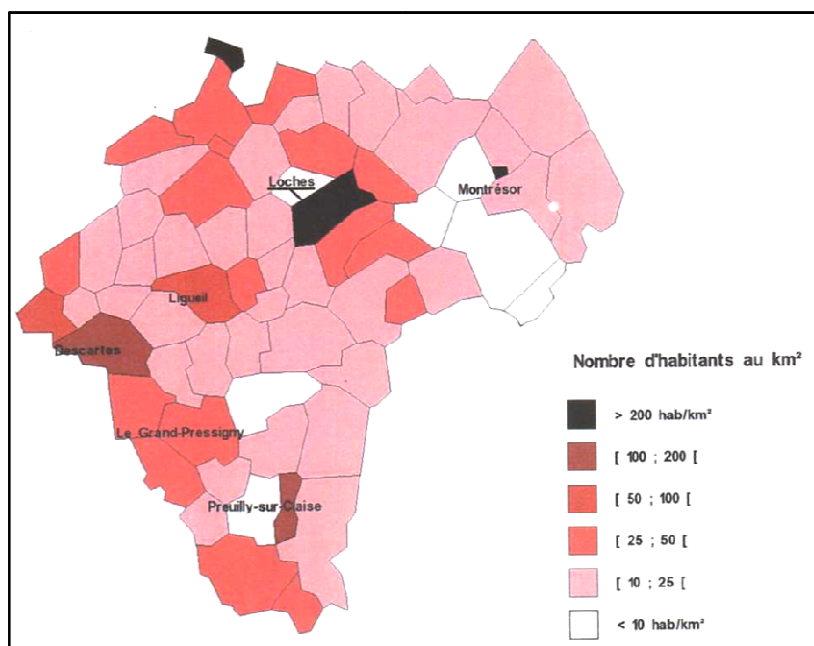 Loches
Montrésor
Ligueil
Descartes
Le Grand-Pressigny
Preuilly-sur-Claise
Nombre d'habitants au km²
> 200 hab/km²
[ 100 ; 200 [
[ 50 ; 100 [
[ 25 ; 50 [
[ 10 ; 25 [
< 10 hab/km²